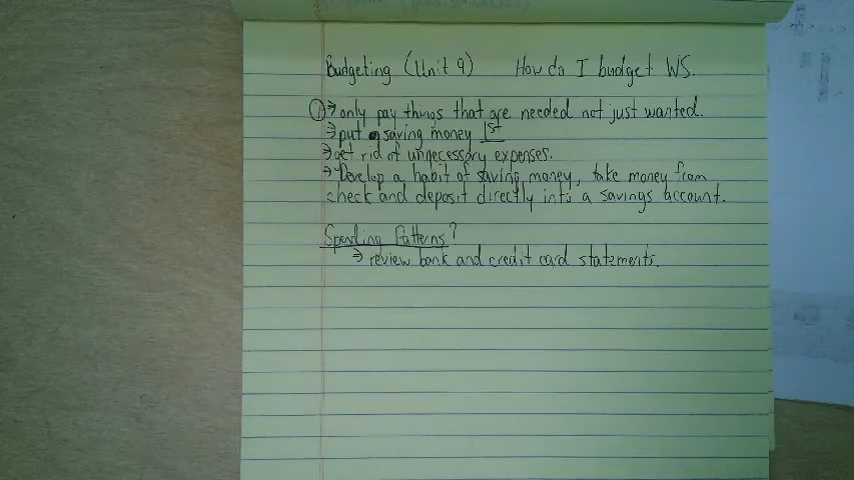 Budgeting (Unit 9) How do I budget WS.
① → only pay things that are needed not just wanted.
→ put saving money 1st
→ Get rid of unnecessary expenses.
→ Develop a habit of saving money, take money from
check and deposit directly into a savings account.
Spending Patterns?
→ review bank and credit card statements.